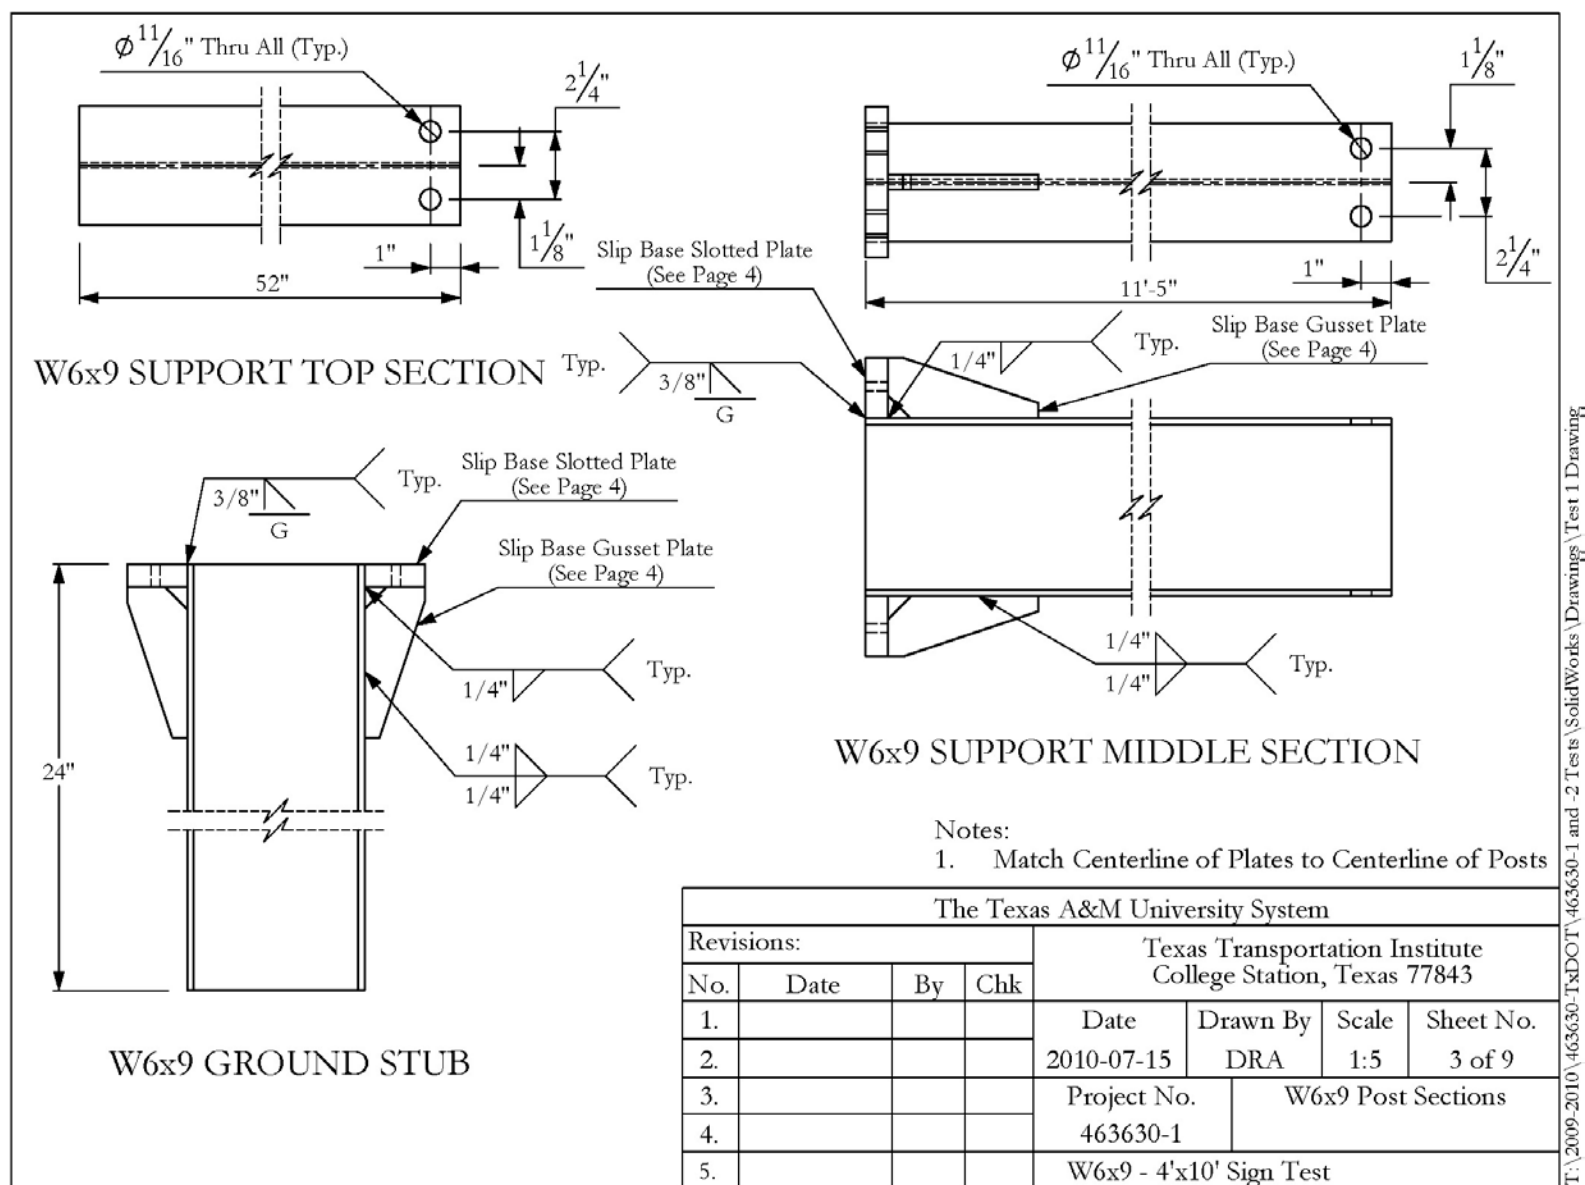 Ø 11/16" Thru All (Typ.)
2 1/4"
1 1/8"
1"
52"
W6x9 SUPPORT TOP SECTION
Ø 11/16" Thru All (Typ.)
1 1/8"
2 1/4"
1"
11'-5"
Slip Base Slotted Plate
(See Page 4)
Typ.
3/8"
G
1/4"
Typ.
Slip Base Gusset Plate
(See Page 4)
1/4"
1/4"
Typ.
W6x9 SUPPORT MIDDLE SECTION
3/8"
G
Typ.
Slip Base Slotted Plate
(See Page 4)
Slip Base Gusset Plate
(See Page 4)
1/4"
Typ.
1/4"
1/4"
Typ.
24"
W6x9 GROUND STUB
Notes:
1. Match Centerline of Plates to Centerline of Posts
The Texas A&M University System
Revisions:
No. Date By Chk
1.
2.
3.
4.
5.
Texas Transportation Institute
College Station, Texas 77843
Date Drawn By Scale Sheet No.
2010-07-15 DRA 1:5 3 of 9
Project No. W6x9 Post Sections
463630-1
W6x9 - 4'x10' Sign Test
T:\2009-2010\463630-TxDOT\463630-1 and -2 Tests\SolidWorks\Drawings\Test 1 Drawing